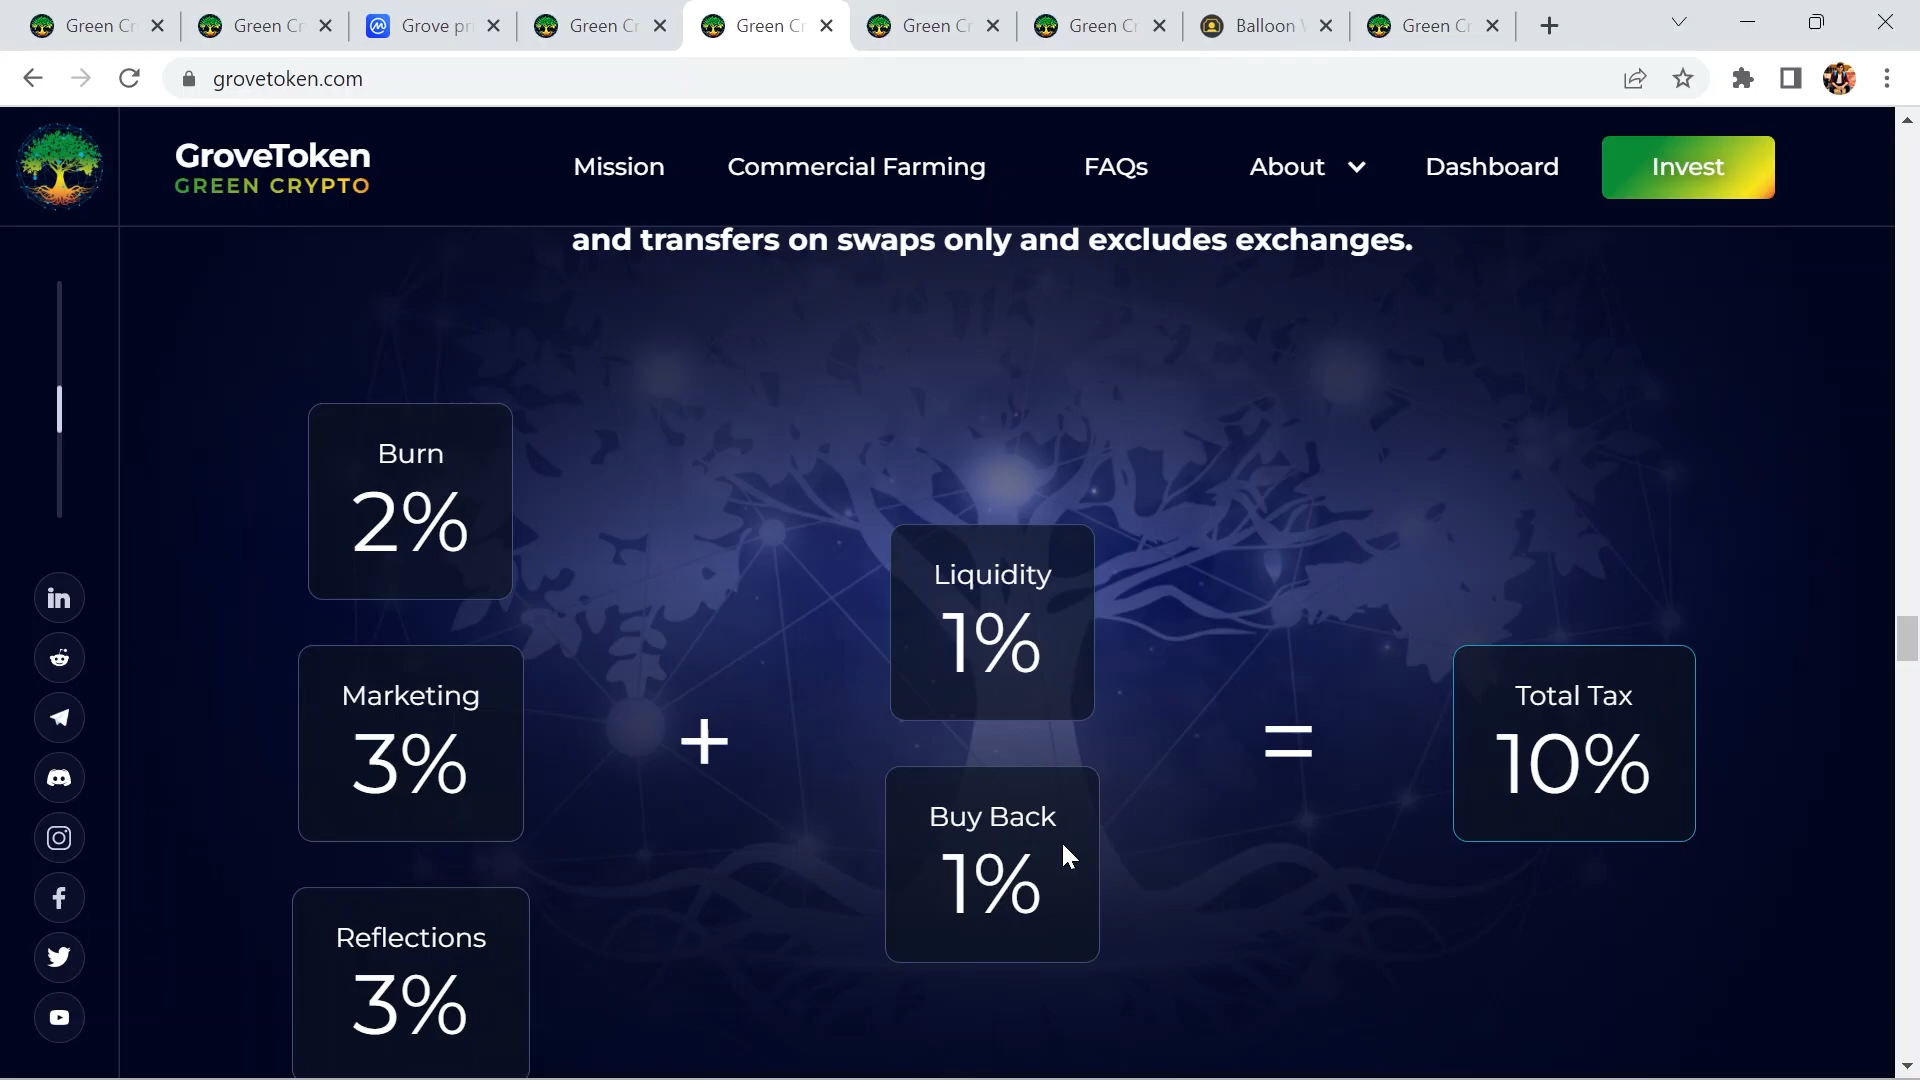 Green Cr
Green Cr
Grove pri
Green Cr
Green Cr
Green Cr
Green Cr
Balloon
Green Cr
grovetoken.com
GroveToken
GREEN CRYPTO
Mission
Commercial Farming
FAQs
About
Dashboard
Invest
and transfers on swaps only and excludes exchanges.
Burn
2%
Liquidity
1%
Marketing
3%
+
=
Total Tax
10%
Buy Back
1%
Reflections
3%